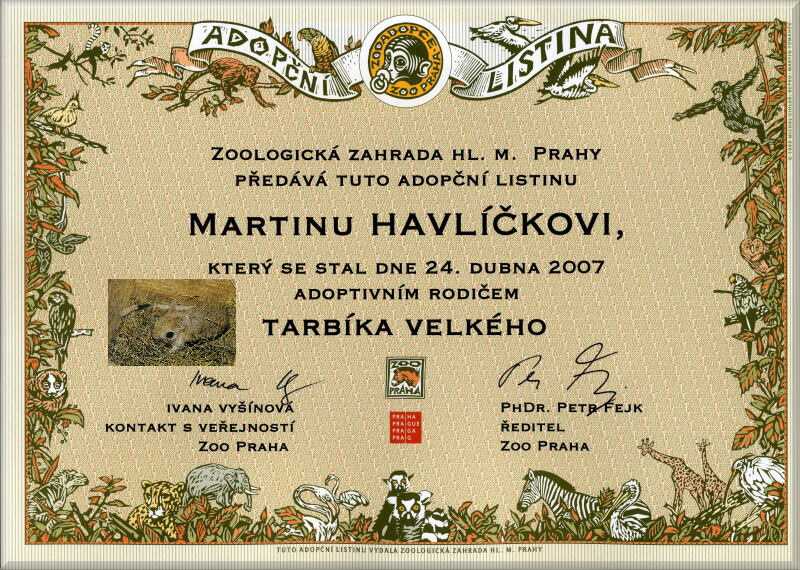 ADOPČNÍ LISTINA
ZOOADOPCE
ZOO PRAHA
ZOOLOGICKÁ ZAHRADA HL. M. PRAHY
PŘEDÁVÁ TUTO ADOPČNÍ LISTINU
MARTINU HAVLÍČKOVI,
KTERÝ SE STAL DNE 24. DUBNA 2007
ADOPTIVNÍM RODIČEM
TARBÍKA VELKÉHO
ZOO
PRAHA
Ivana
IVANA VYŠÍNOVÁ
KONTAKT S VEŘEJNOSTÍ
ZOO PRAHA
PRAHA
PRAGUE
PRAGA
PRAG
PHDR. PETR FEJK
ŘEDITEL
ZOO PRAHA
TUTO ADOPČNÍ LISTINU VYDALA ZOOLOGICKÁ ZAHRADA HL. M. PRAHY